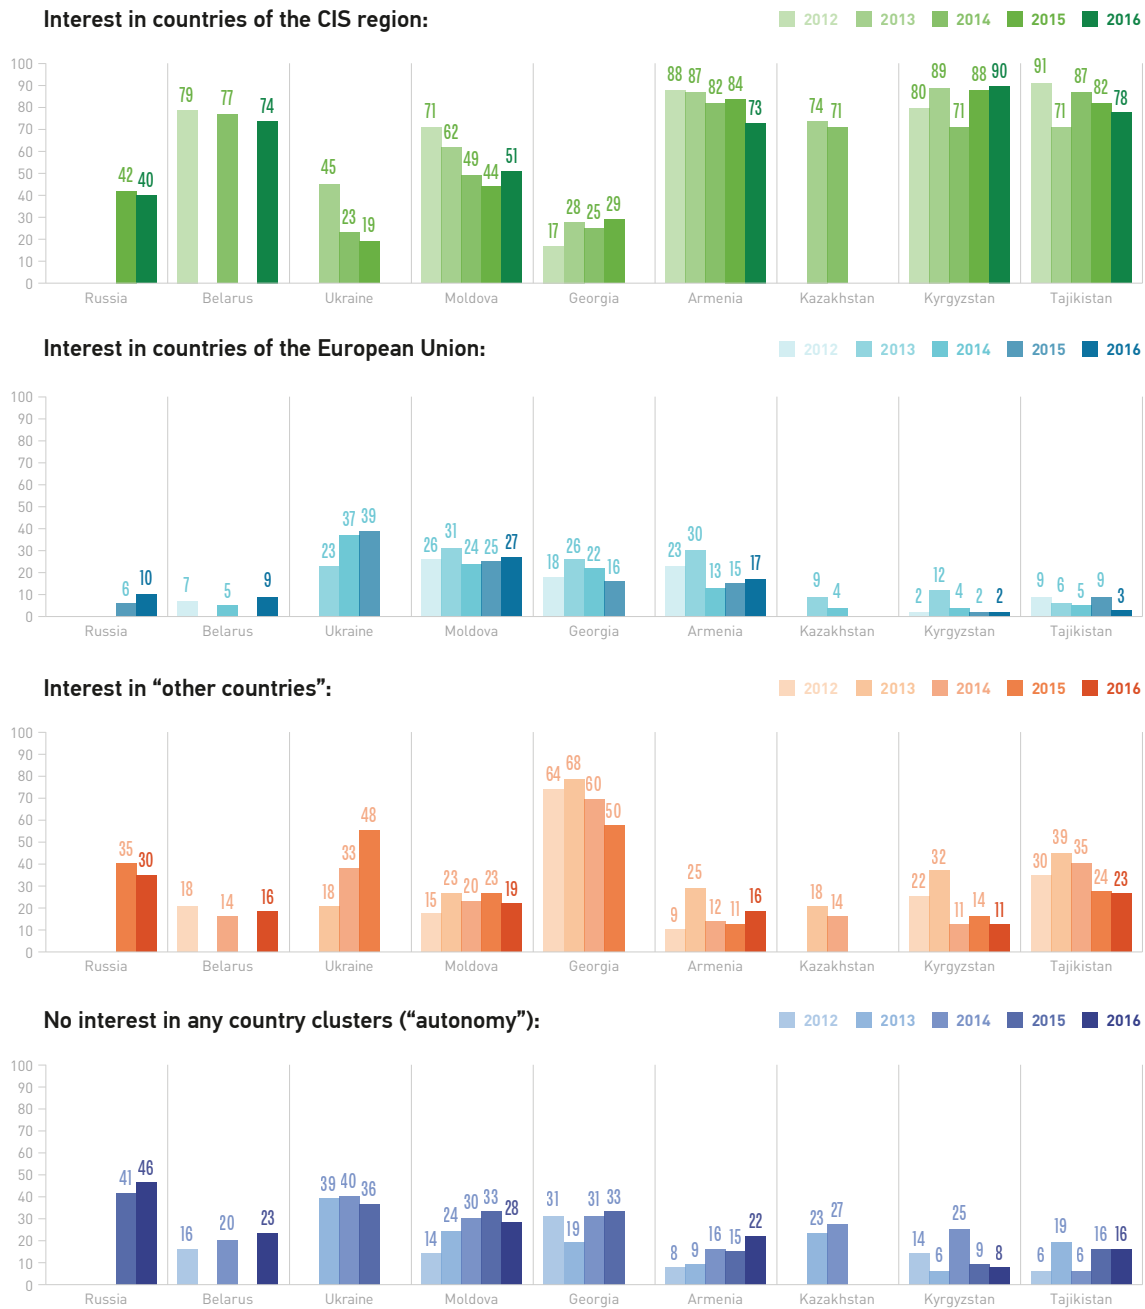 Interest in countries of the CIS region:
2012 2013 2014 2015 2016
100
90
80
70
60
50
40
30
20
10
0
42 40
79 77 74
45 23 19
71 62 49 44 51
17 28 25 29
88 87 82 84 73
74 71
80 89 71 88 90
91 71 87 82 78
Russia Belarus Ukraine Moldova Georgia Armenia Kazakhstan Kyrgyzstan Tajikistan
Interest in countries of the European Union:
2012 2013 2014 2015 2016
100
90
80
70
60
50
40
30
20
10
0
6 10
7 5 9
23 37 39
26 31 24 25 27
18 26 22 16
23 30 13 15 17
9 4
2 12 4 2 2
9 6 5 9 3
Russia Belarus Ukraine Moldova Georgia Armenia Kazakhstan Kyrgyzstan Tajikistan
Interest in “other countries”:
2012 2013 2014 2015 2016
100
90
80
70
60
50
40
30
20
10
0
35 30
18 14 16
18 33 48
15 23 20 23 19
64 68 60 50
9 25 12 11 16
18 14
22 32 11 14 11
30 39 35 24 23
Russia Belarus Ukraine Moldova Georgia Armenia Kazakhstan Kyrgyzstan Tajikistan
No interest in any country clusters (“autonomy”):
2012 2013 2014 2015 2016
100
90
80
70
60
50
40
30
20
10
0
41 46
16 20 23
39 40 36
14 24 30 33 28
31 19 31 33
8 9 16 15 22
23 27
14 6 25 9 8
6 19 6 16 16
Russia Belarus Ukraine Moldova Georgia Armenia Kazakhstan Kyrgyzstan Tajikistan